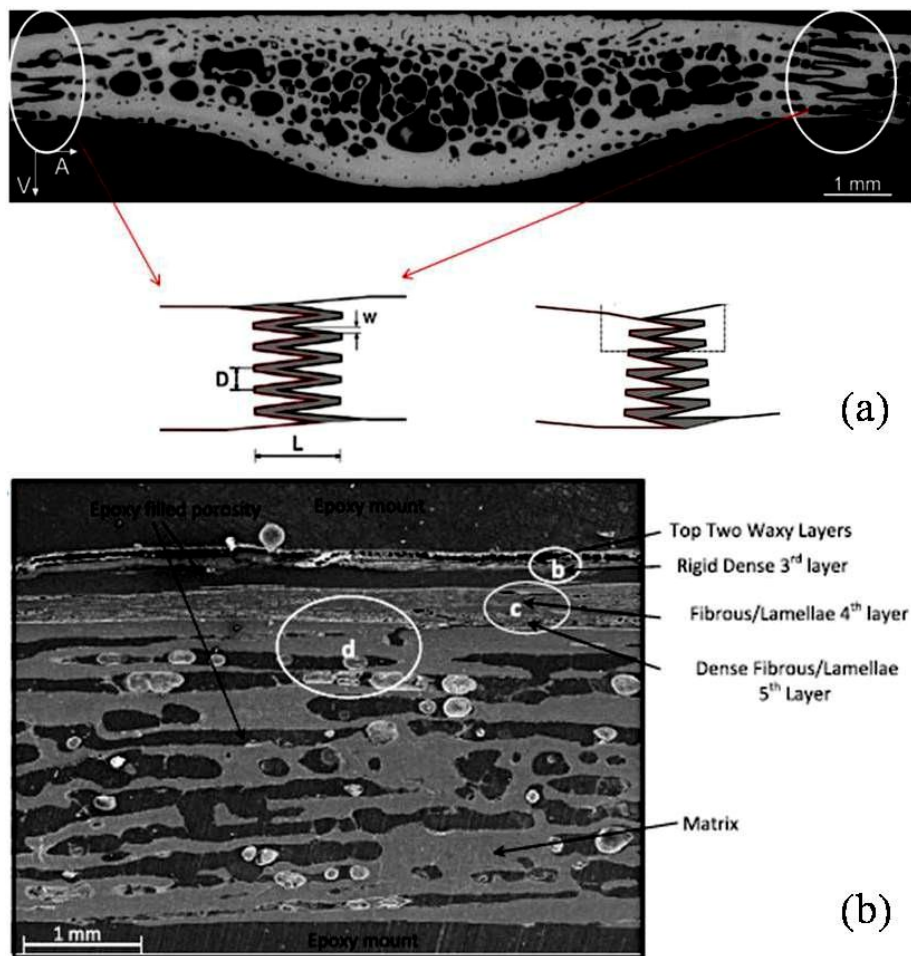 A
V
1 mm
W
D
L
(a)
Epoxy filled porosity
Epoxy mount
Top Two Waxy Layers
b
Rigid Dense 3rd layer
c
Fibrous/Lamellae 4th layer
d
Dense Fibrous/Lamellae
5th Layer
Matrix
1 mm
Epoxy mount
(b)